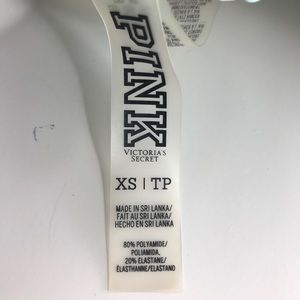 PINK
VICTORIA'S
SECRET
XS | TP
MADE IN SRI LANKA/
FAIT AU SRI LANKA/
HECHO EN SRI LANKA
80% POLYAMIDE/
POLIAMIDA,
20% ELASTANE/
ÉLASTHANNE/ELASTANO